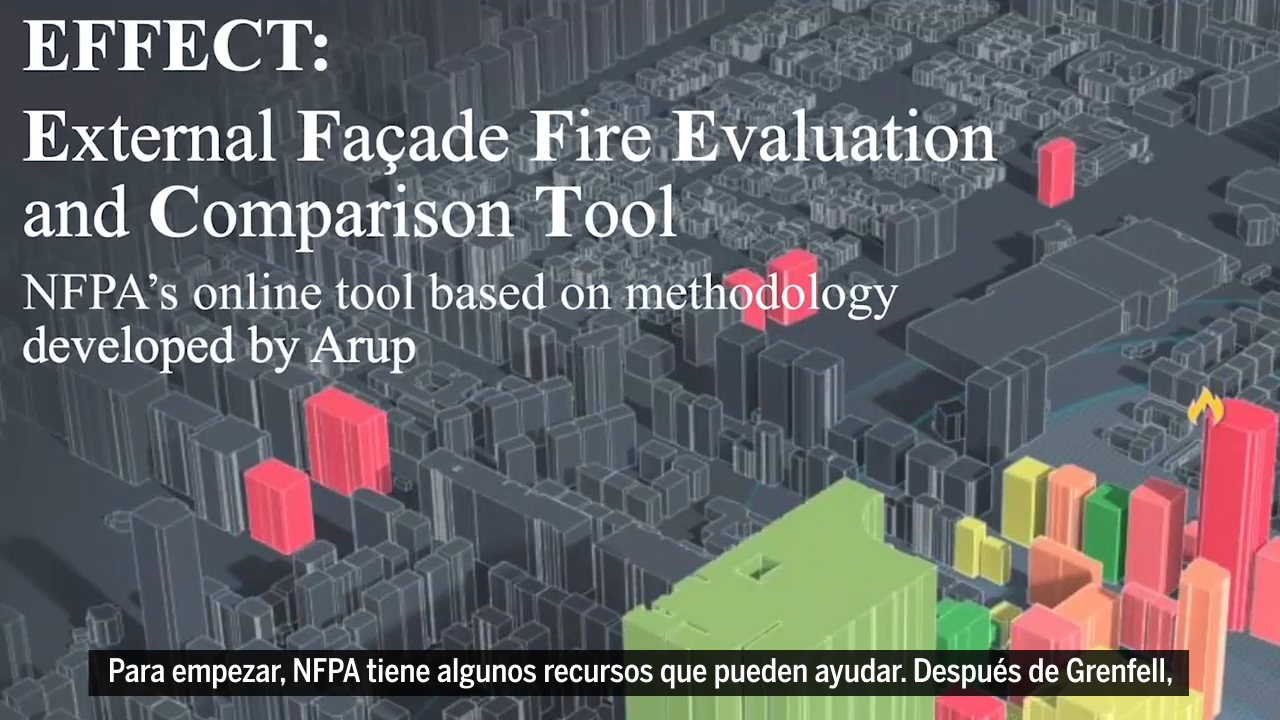 EFFECT:
External Façade Fire Evaluation
and Comparison Tool
NFPA’s online tool based on methodology
developed by Arup
Para empezar, NFPA tiene algunos recursos que pueden ayudar. Después de Grenfell,